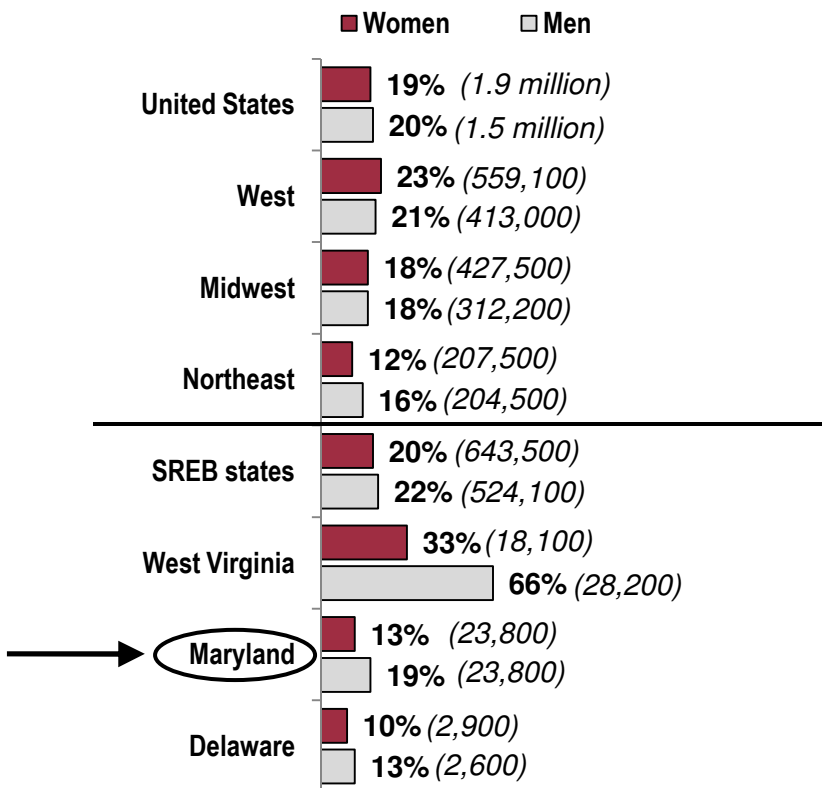 Women Men
United States
19% (1.9 million)
20% (1.5 million)
West
23% (559,100)
21% (413,000)
Midwest
18% (427,500)
18% (312,200)
Northeast
12% (207,500)
16% (204,500)
SREB states
20% (643,500)
22% (524,100)
West Virginia
33% (18,100)
66% (28,200)
Maryland
13% (23,800)
19% (23,800)
Delaware
10% (2,900)
13% (2,600)